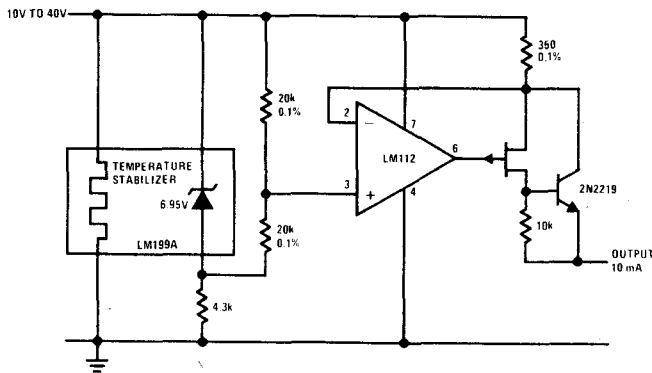 10V TO 40V
350
0.1%
20k
0.1%
2
7
LM112
6
TEMPERATURE
STABILIZER
3
4
2N2219
6.95V
20k
0.1%
10k
LM199A
OUTPUT
10 mA
4.3k